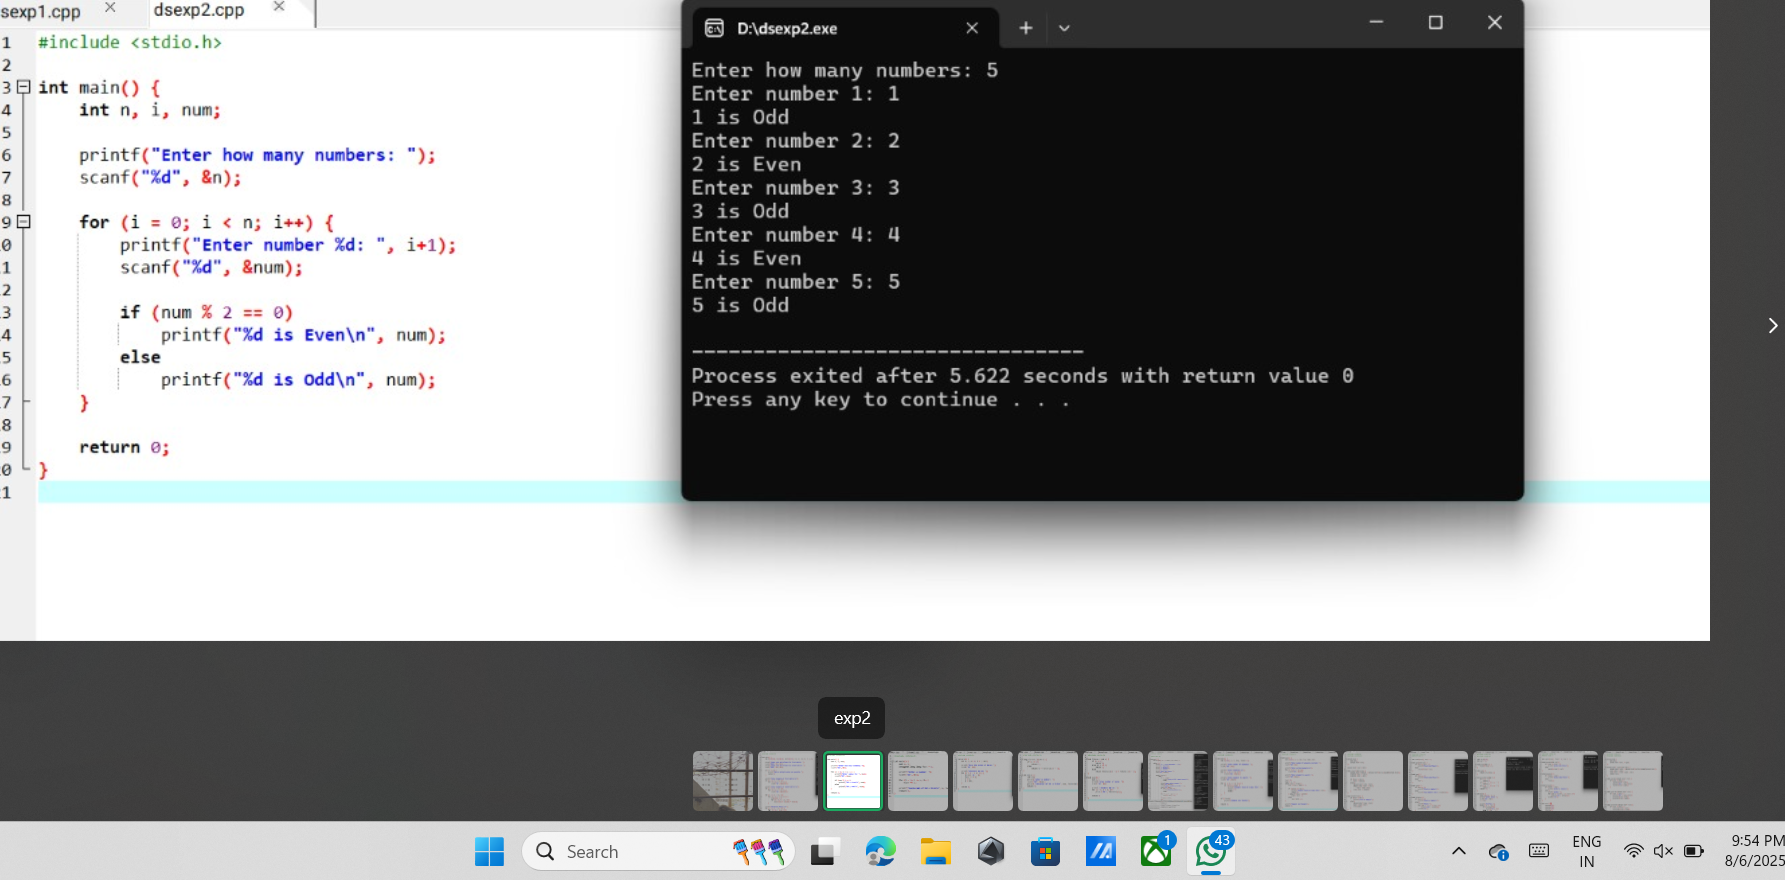 sexp1.cpp
dsexp2.cpp
1 #include <stdio.h>
2
3 int main() {
4 int n, i, num;
5
6 printf("Enter how many numbers: ");
7 scanf("%d", &n);
8
9 for (i = 0; i < n; i++) {
0 printf("Enter number %d: ", i+1);
1 scanf("%d", &num);
2
3 if (num % 2 == 0)
4 printf("%d is Even\n", num);
5 else
6 printf("%d is Odd\n", num);
7 }
8
9 return 0;
0 }
1
D:\dsexp2.exe
Enter how many numbers: 5
Enter number 1: 1
1 is Odd
Enter number 2: 2
2 is Even
Enter number 3: 3
3 is Odd
Enter number 4: 4
4 is Even
Enter number 5: 5
5 is Odd
--------------------------------
Process exited after 5.622 seconds with return value 0
Press any key to continue . . .
exp2
Search
1
43
ENG
IN
9:54 PM
8/6/2025